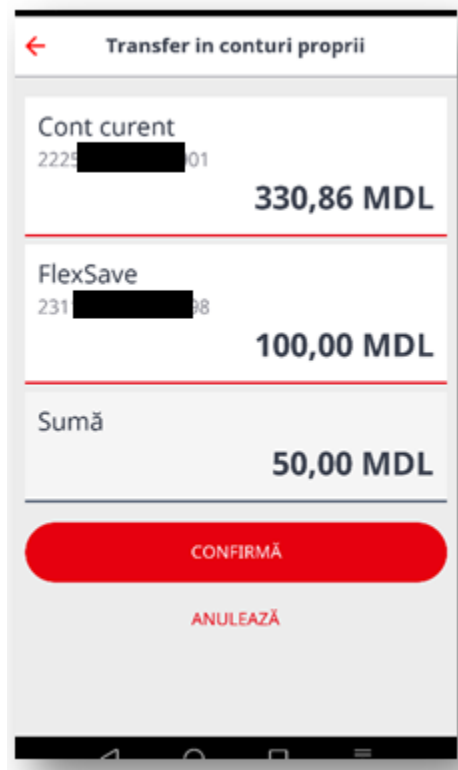 Transfer in conturi proprii
Cont curent
2225 001
330,86 MDL
FlexSave
231 98
100,00 MDL
Sumă
50,00 MDL
CONFIRMĂ
ANULEAZĂ